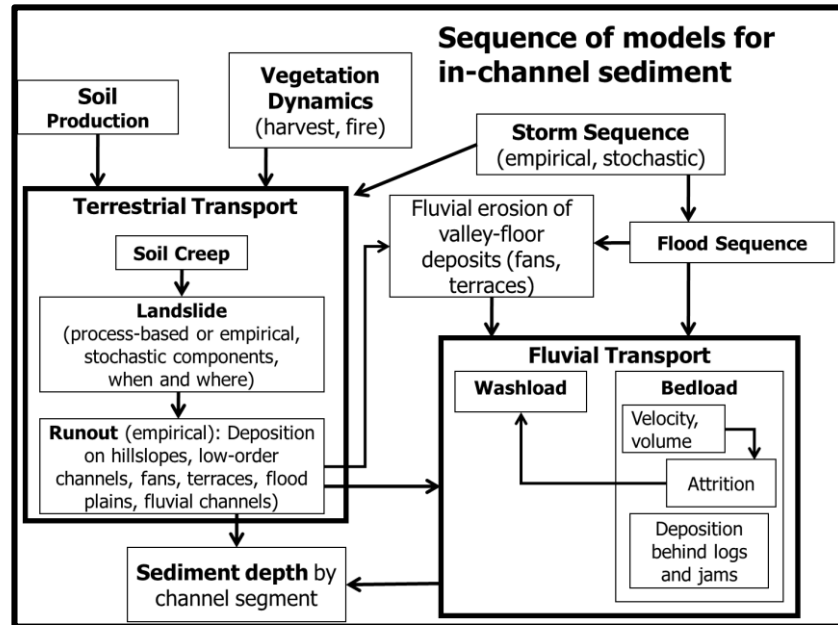 Sequence of models for
in-channel sediment
Soil
Production
Vegetation
Dynamics
(harvest, fire)
Storm Sequence
(empirical, stochastic)
Terrestrial Transport
Soil Creep
Landslide
(process-based or empirical,
stochastic components,
when and where)
Runout (empirical): Deposition
on hillslopes, low-order
channels, fans, terraces, flood
plains, fluvial channels)
Fluvial erosion of
valley-floor
deposits (fans,
terraces)
Flood Sequence
Fluvial Transport
Washload
Bedload
Velocity,
volume
Attrition
Deposition
behind logs
and jams
Sediment depth by
channel segment